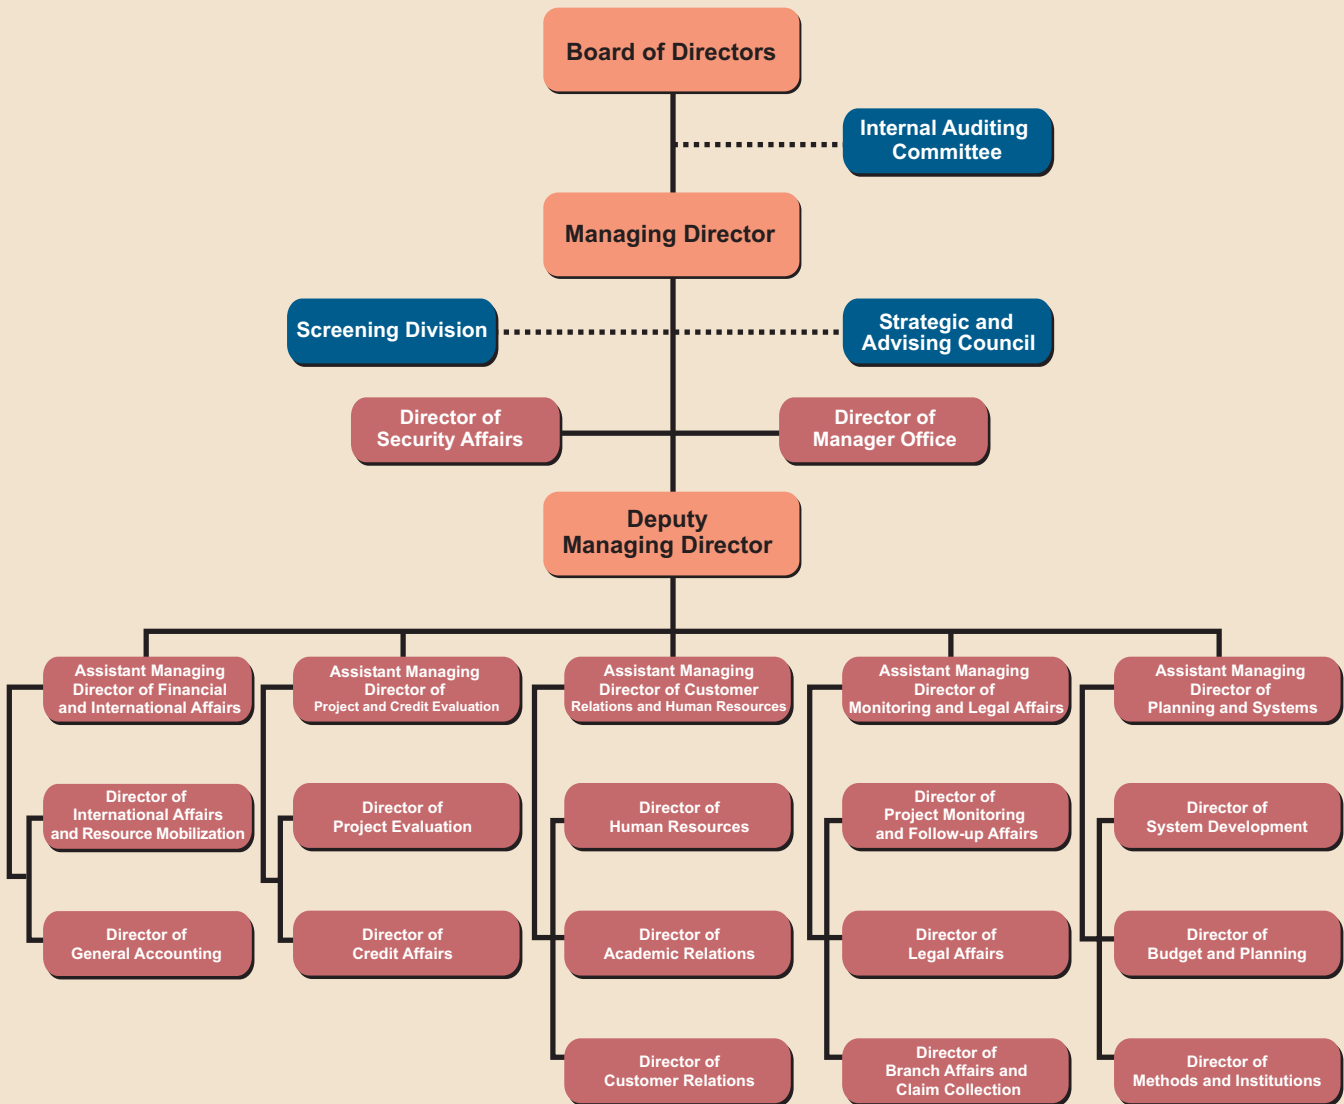 Board of Directors
Internal Auditing
Committee
Managing Director
Screening Division
Strategic and
Advising Council
Director of
Security Affairs
Director of
Manager Office
Deputy
Managing Director
Assistant Managing
Director of Financial
and International Affairs
Assistant Managing
Director of
Project and Credit Evaluation
Assistant Managing
Director of Customer
Relations and Human Resources
Assistant Managing
Director of
Monitoring and Legal Affairs
Assistant Managing
Director of
Planning and Systems
Director of
International Affairs
and Resource Mobilization
Director of
Project Evaluation
Director of
Human Resources
Director of
Project Monitoring
and Follow-up Affairs
Director of
System Development
Director of
General Accounting
Director of
Credit Affairs
Director of
Academic Relations
Director of
Legal Affairs
Director of
Budget and Planning
Director of
Customer Relations
Director of
Branch Affairs and
Claim Collection
Director of
Methods and Institutions